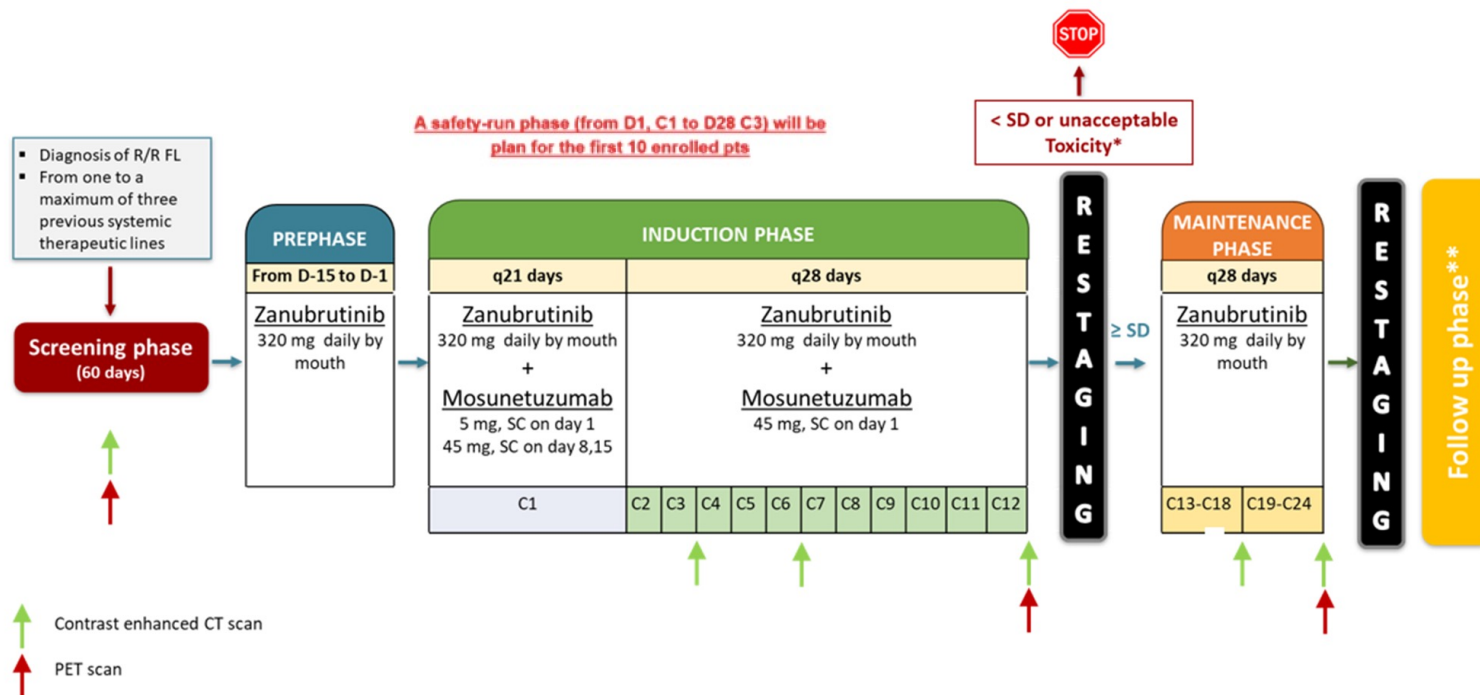 STOP
< SD or unacceptable
Toxicity*
A safety-run phase (from D1, C1 to D28 C3) will be
plan for the first 10 enrolled pts
▪ Diagnosis of R/R FL
▪ From one to a
maximum of three
previous systemic
therapeutic lines
Screening phase
(60 days)
PREPHASE
From D-15 to D-1
Zanubrutinib
320 mg daily by
mouth
INDUCTION PHASE
q21 days
Zanubrutinib
320 mg daily by mouth
+
Mosunetuzumab
5 mg, SC on day 1
45 mg, SC on day 8,15
C1
q28 days
Zanubrutinib
320 mg daily by mouth
+
Mosunetuzumab
45 mg, SC on day 1
C2 C3 C4 C5 C6 C7 C8 C9 C10 C11 C12
RESTAGING
≥ SD
MAINTENANCE
PHASE
q28 days
Zanubrutinib
320 mg daily by
mouth
C13-C18 C19-C24
RESTAGING
Follow up phase**
Contrast enhanced CT scan
PET scan